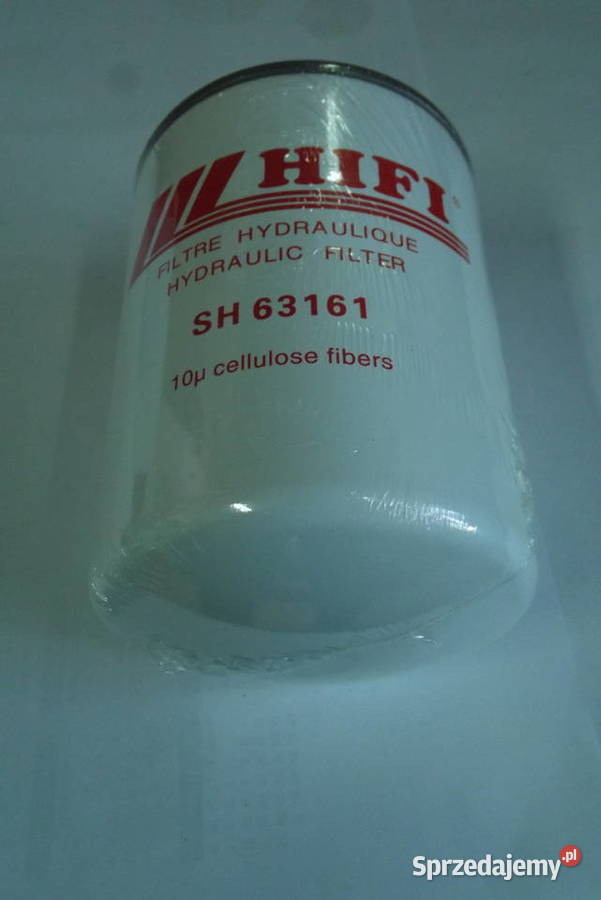 HIFI®
FILTRE HYDRAULIQUE
HYDRAULIC FILTER
SH 63161
10µ cellulose fibers
Sprzedajemy.pl